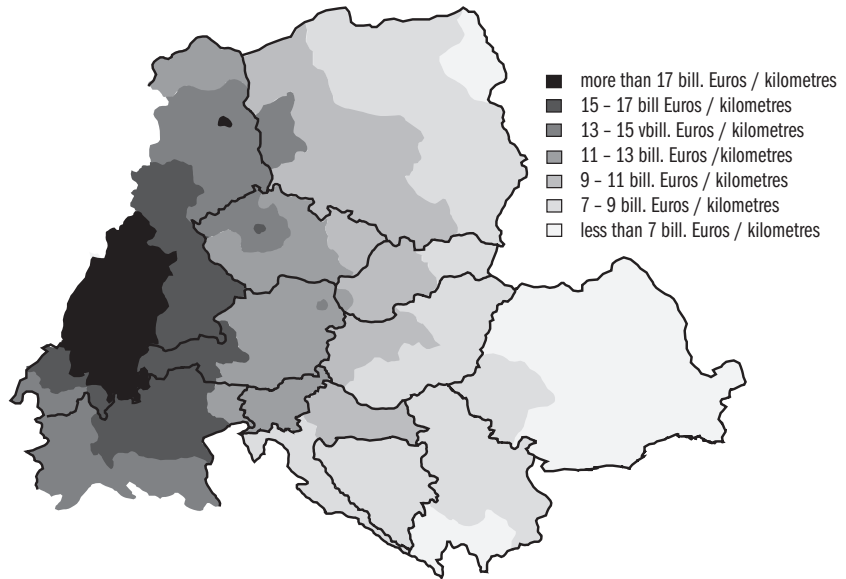 more than 17 bill. Euros / kilometres
15 – 17 bill Euros / kilometres
13 – 15 vbill. Euros / kilometres
11 – 13 bill. Euros /kilometres
9 – 11 bill. Euros / kilometres
7 – 9 bill. Euros / kilometres
less than 7 bill. Euros / kilometres